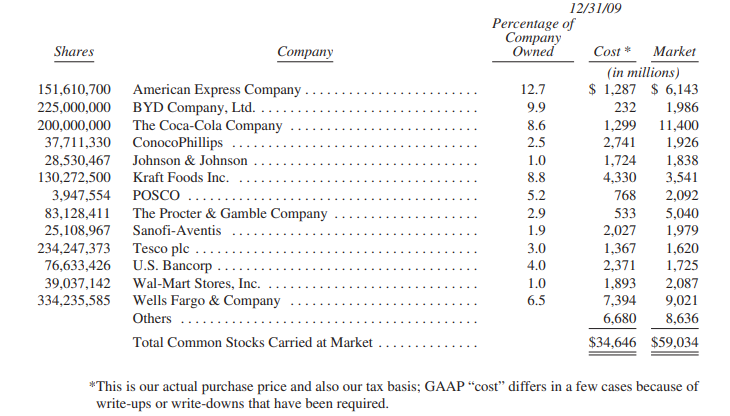 12/31/09
Percentage of
Company
Shares Company Owned Cost * Market
(in millions)
151,610,700 American Express Company . . . . . . . . . . . . . . . . . . . . . . . . 12.7 $ 1,287 $ 6,143
225,000,000 BYD Company, Ltd. . . . . . . . . . . . . . . . . . . . . . . . . . . . . . . 9.9 232 1,986
200,000,000 The Coca-Cola Company . . . . . . . . . . . . . . . . . . . . . . . . . . 8.6 1,299 11,400
37,711,330 ConocoPhillips . . . . . . . . . . . . . . . . . . . . . . . . . . . . . . . . . . 2.5 2,741 1,926
28,530,467 Johnson & Johnson . . . . . . . . . . . . . . . . . . . . . . . . . . . . . . . 1.0 1,724 1,838
130,272,500 Kraft Foods Inc. . . . . . . . . . . . . . . . . . . . . . . . . . . . . . . . . . 8.8 4,330 3,541
3,947,554 POSCO . . . . . . . . . . . . . . . . . . . . . . . . . . . . . . . . . . . . . . . . 5.2 768 2,092
83,128,411 The Procter & Gamble Company . . . . . . . . . . . . . . . . . . . . 2.9 533 5,040
25,108,967 Sanofi-Aventis . . . . . . . . . . . . . . . . . . . . . . . . . . . . . . . . . . 1.9 2,027 1,979
234,247,373 Tesco plc . . . . . . . . . . . . . . . . . . . . . . . . . . . . . . . . . . . . . . . 3.0 1,367 1,620
76,633,426 U.S. Bancorp . . . . . . . . . . . . . . . . . . . . . . . . . . . . . . . . . . . . 4.0 2,371 1,725
39,037,142 Wal-Mart Stores, Inc. . . . . . . . . . . . . . . . . . . . . . . . . . . . . . 1.0 1,893 2,087
334,235,585 Wells Fargo & Company . . . . . . . . . . . . . . . . . . . . . . . . . . 6.5 7,394 9,021
Others . . . . . . . . . . . . . . . . . . . . . . . . . . . . . . . . . . . . . . . . . 6,680 8,636
Total Common Stocks Carried at Market . . . . . . . . . . . . . . $34,646 $59,034
*This is our actual purchase price and also our tax basis; GAAP “cost” differs in a few cases because of
write-ups or write-downs that have been required.